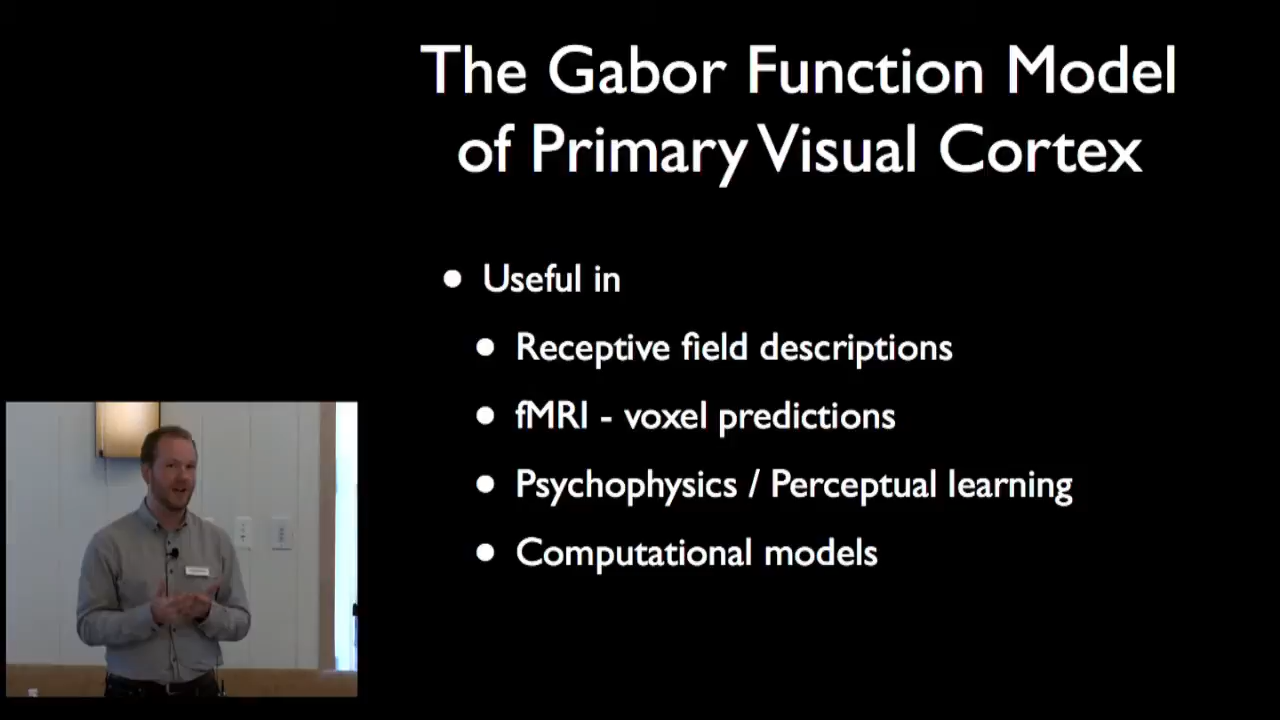 The Gabor Function Model
of Primary Visual Cortex
• Useful in
• Receptive field descriptions
• fMRI - voxel predictions
• Psychophysics / Perceptual learning
• Computational models